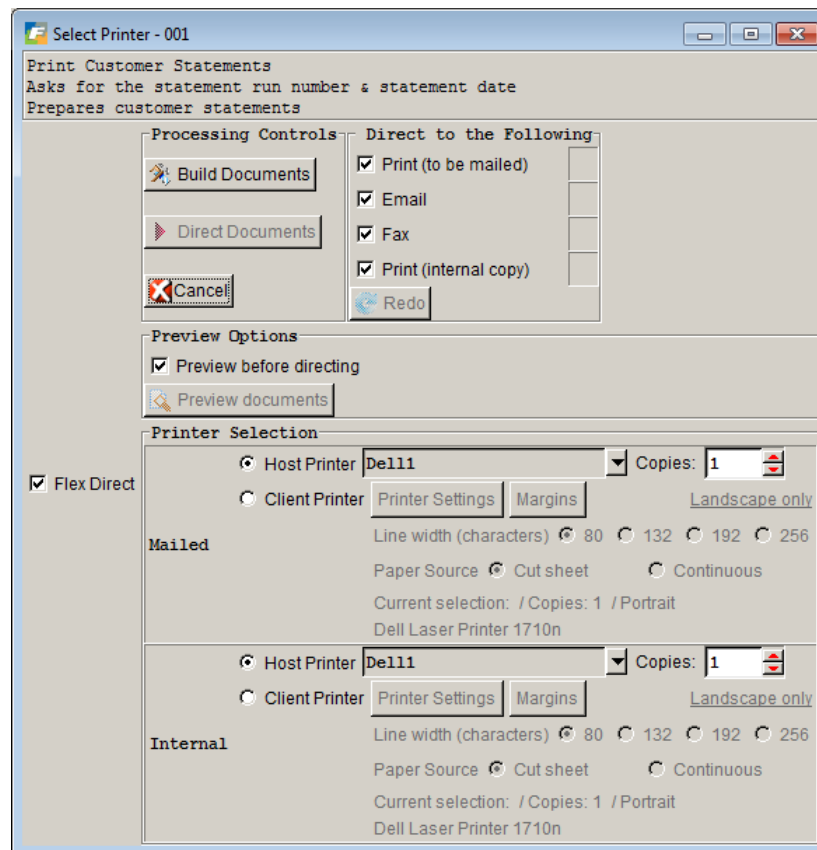 Select Printer - 001
Print Customer Statements
Asks for the statement run number & statement date
Prepares customer statements
Processing Controls
Build Documents
Direct Documents
Cancel
Direct to the Following
Print (to be mailed)
Email
Fax
Print (internal copy)
Redo
Preview Options
Preview before directing
Preview documents
Flex Direct
Printer Selection
Mailed
Host Printer Dell1 Copies: 1
Client Printer Printer Settings Margins Landscape only
Line width (characters) 80 132 192 256
Paper Source Cut sheet Continuous
Current selection: / Copies: 1 / Portrait
Dell Laser Printer 1710n
Internal
Host Printer Dell1 Copies: 1
Client Printer Printer Settings Margins Landscape only
Line width (characters) 80 132 192 256
Paper Source Cut sheet Continuous
Current selection: / Copies: 1 / Portrait
Dell Laser Printer 1710n